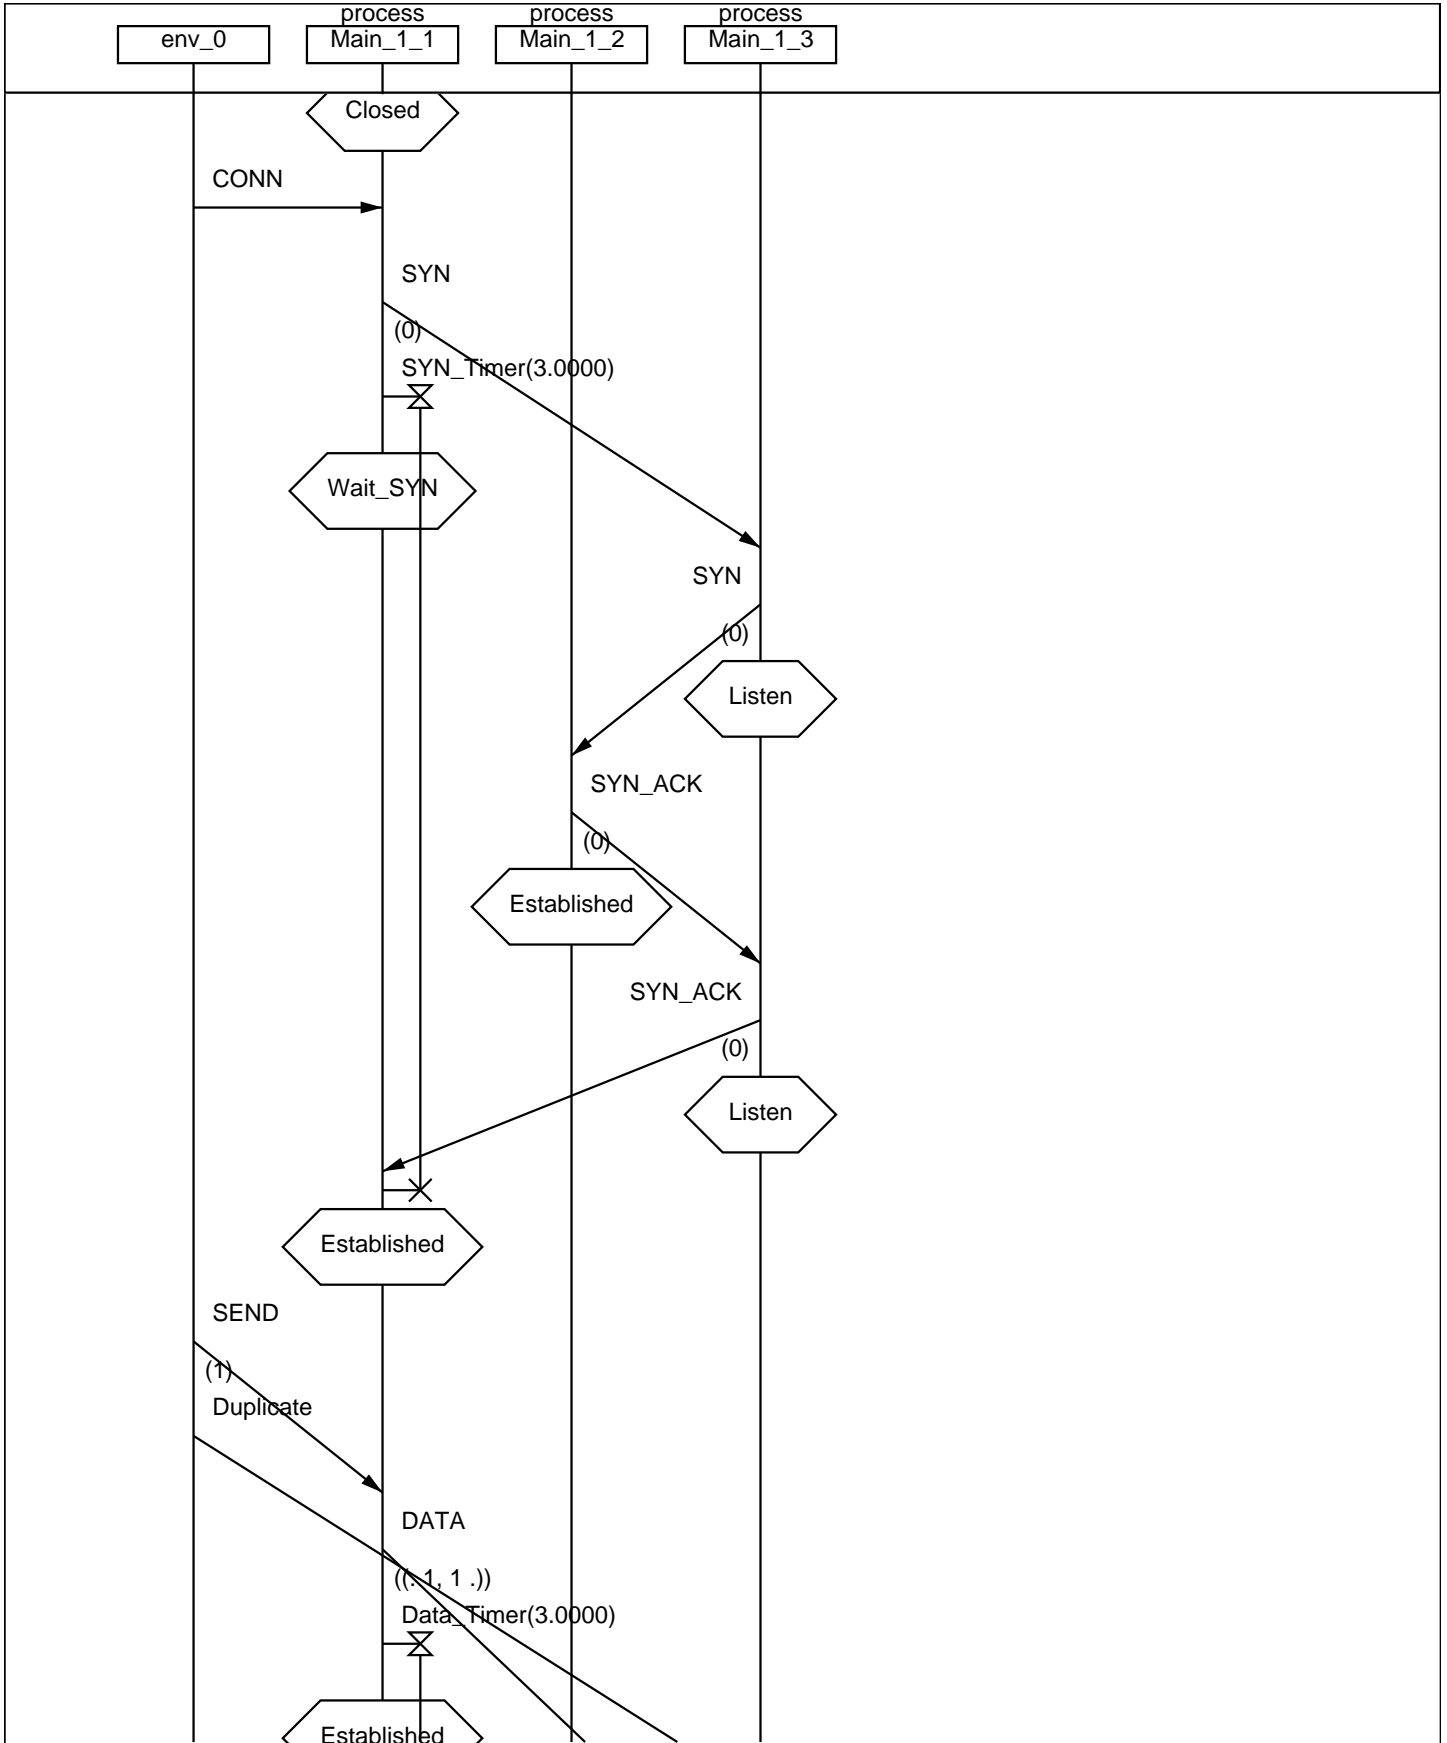 process process process
env_0 Main_1_1 Main_1_2 Main_1_3
Closed
CONN
SYN
(0)
SYN_Timer(3.0000)
Wait_SYN
SYN
(0)
Listen
SYN_ACK
(0)
Established
SYN_ACK
(0)
Listen
Established
SEND
(1)
Duplicate
DATA
((. 1, 1 .))
Data_Timer(3.0000)
Established